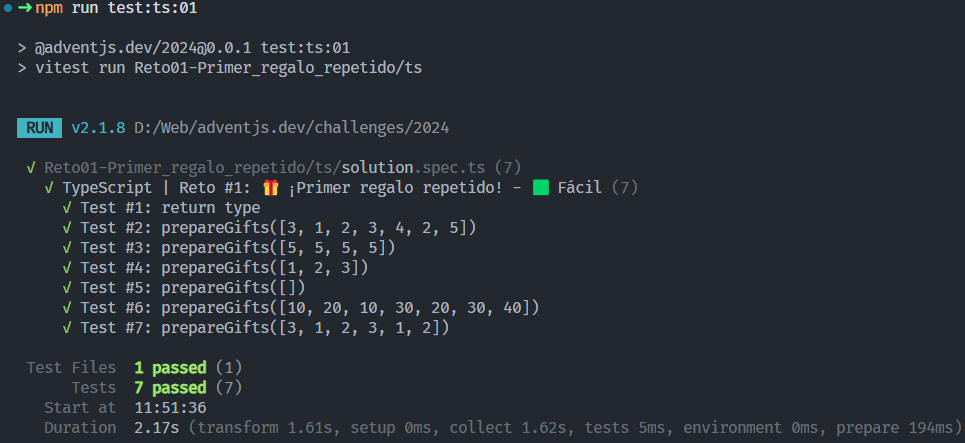 npm run test:ts:01
> @adventjs.dev/2024@0.0.1 test:ts:01
> vitest run Reto01-Primer_regalo_repetido/ts
RUN v2.1.8 D:/Web/adventjs.dev/challenges/2024
✓ Reto01-Primer_regalo_repetido/ts/solution.spec.ts (7)
✓ TypeScript | Reto #1: 🎁 ¡Primer regalo repetido! - 🟩 Fácil (7)
✓ Test #1: return type
✓ Test #2: prepareGifts([3, 1, 2, 3, 4, 2, 5])
✓ Test #3: prepareGifts([5, 5, 5, 5])
✓ Test #4: prepareGifts([1, 2, 3])
✓ Test #5: prepareGifts([])
✓ Test #6: prepareGifts([10, 20, 10, 30, 20, 30, 40])
✓ Test #7: prepareGifts([3, 1, 2, 3, 1, 2])
Test Files 1 passed (1)
Tests 7 passed (7)
Start at 11:51:36
Duration 2.17s (transform 1.61s, setup 0ms, collect 1.62s, tests 5ms, environment 0ms, prepare 194ms)